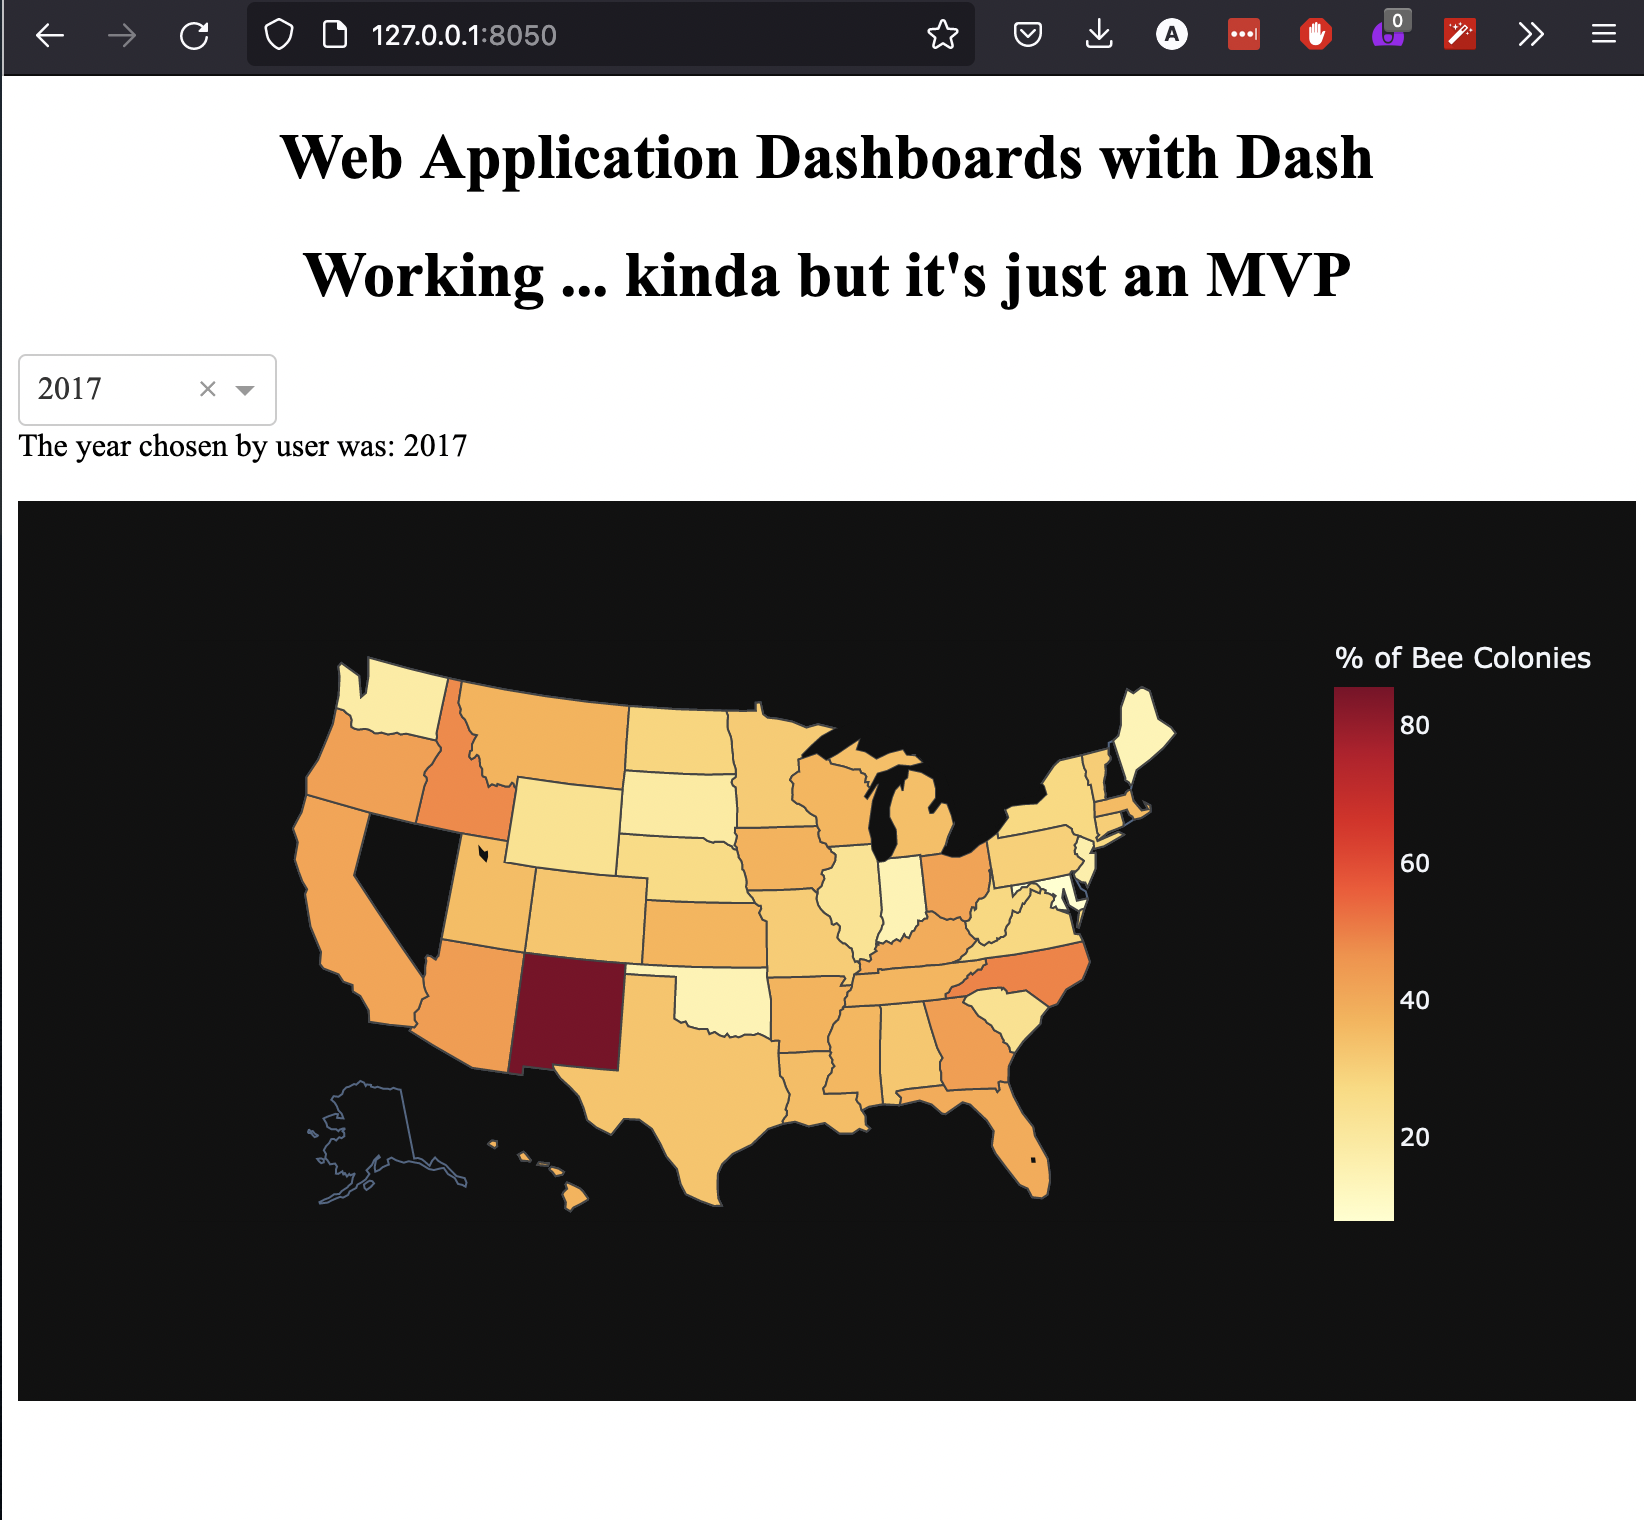 127.0.0.1:8050
A
0
Web Application Dashboards with Dash
Working ... kinda but it's just an MVP
2017
The year chosen by user was: 2017
% of Bee Colonies
80
60
40
20